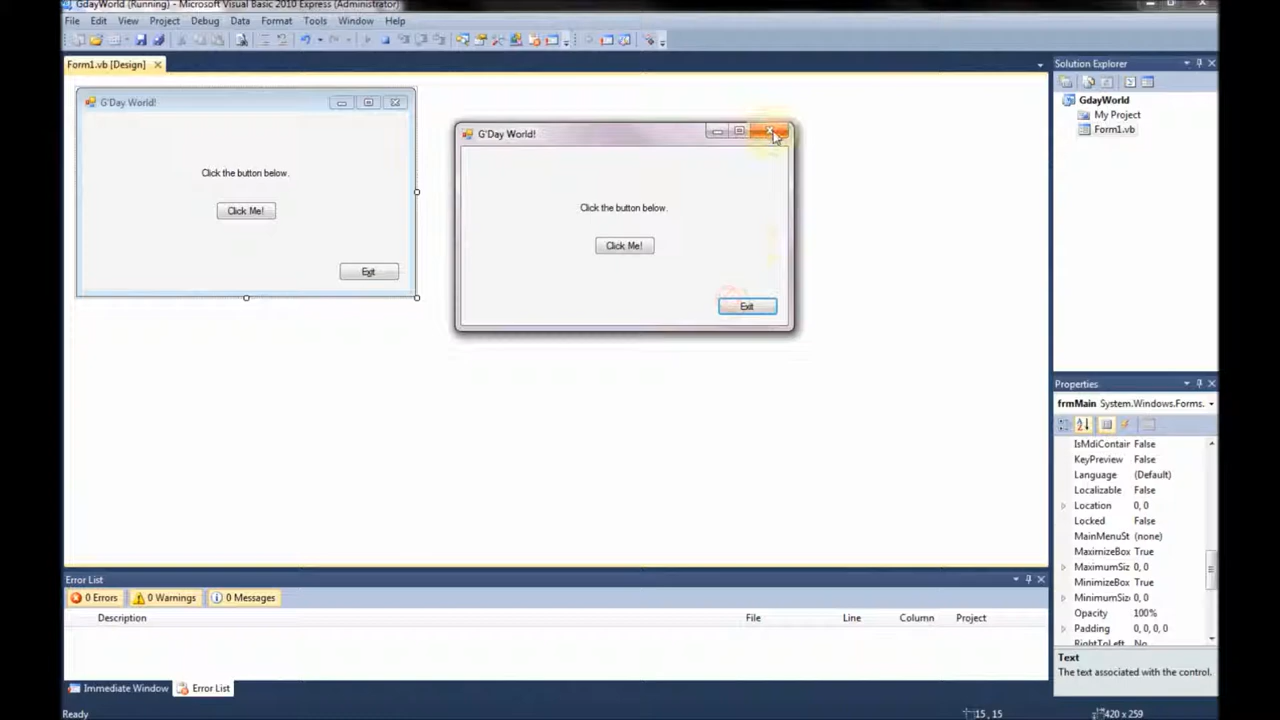 GdayWorld (Running) - Microsoft Visual Basic 2010 Express (Administrator)
File Edit View Project Debug Data Format Tools Window Help
Form1.vb [Design]
Solution Explorer
GdayWorld
My Project
Form1.vb
G'Day World!
Click the button below.
Click Me!
Exit
G'Day World!
Click the button below.
Click Me!
Exit
Properties
frmMain System.Windows.Forms.
IsMdiContair False
KeyPreview False
Language (Default)
Localizable False
Location 0, 0
Locked False
MainMenuSt (none)
MaximizeBox True
MaximumSiz 0, 0
MinimizeBox True
MinimumSiz 0, 0
Opacity 100%
Padding 0, 0, 0, 0
RightToLeft No
Text
The text associated with the control.
Error List
0 Errors 0 Warnings 0 Messages
Description File Line Column Project
Immediate Window Error List
Ready 15, 15 420 x 259